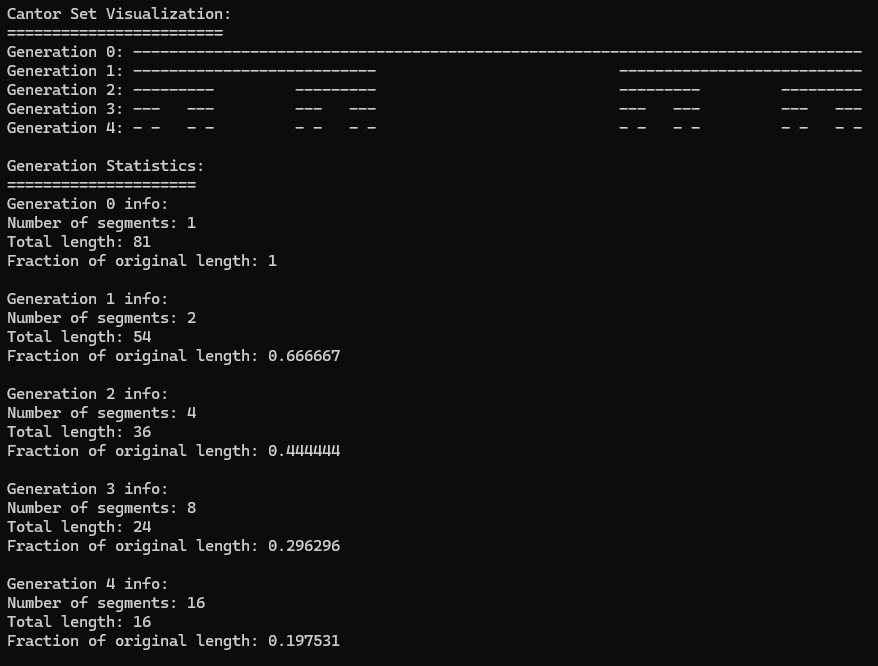 Cantor Set Visualization:
========================
Generation 0: ---------------------------------------------------------------------------------
Generation 1: ---------------------------                           ---------------------------
Generation 2: ---------         ---------                           ---------         ---------
Generation 3: ---   ---         ---   ---                           ---   ---         ---   ---
Generation 4: - -   - -         - -   - -                           - -   - -         - -   - -

Generation Statistics:
=====================
Generation 0 info:
Number of segments: 1
Total length: 81
Fraction of original length: 1

Generation 1 info:
Number of segments: 2
Total length: 54
Fraction of original length: 0.666667

Generation 2 info:
Number of segments: 4
Total length: 36
Fraction of original length: 0.444444

Generation 3 info:
Number of segments: 8
Total length: 24
Fraction of original length: 0.296296

Generation 4 info:
Number of segments: 16
Total length: 16
Fraction of original length: 0.197531